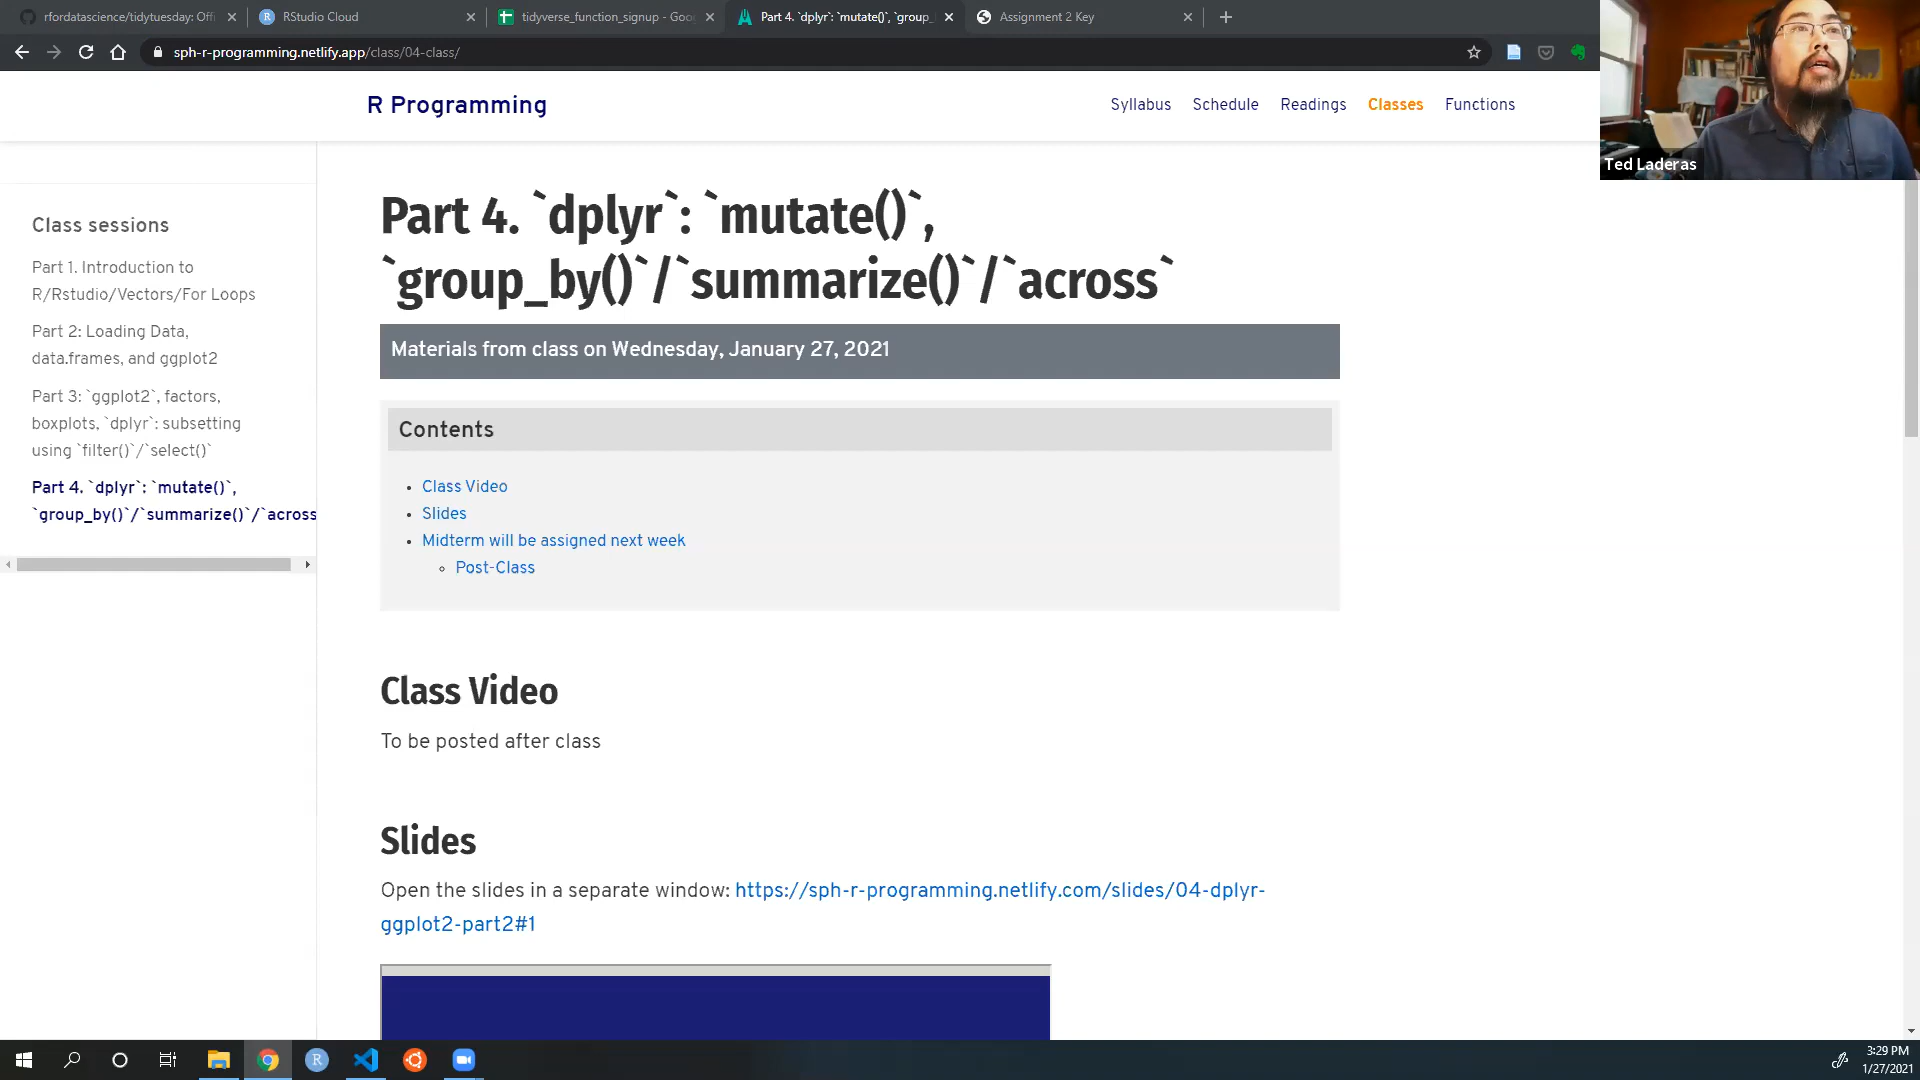 rfordatascience/tidytuesday: Offi
RStudio Cloud
tidyverse_function_signup - Goo
Part 4. `dplyr`: `mutate()`, `group_
Assignment 2 Key
sph-r-programming.netlify.app/class/04-class/
R Programming
Syllabus
Schedule
Readings
Classes
Functions
Ted Laderas
Class sessions
Part 1. Introduction to
R/Rstudio/Vectors/For Loops
Part 2: Loading Data,
data.frames, and ggplot2
Part 3: `ggplot2`, factors,
boxplots, `dplyr`: subsetting
using `filter()`/`select()`
Part 4. `dplyr`: `mutate()`,
`group_by()`/`summarize()`/`across
Part 4. `dplyr`: `mutate()`,
`group_by()`/`summarize()`/`across`
Materials from class on Wednesday, January 27, 2021
Contents
Class Video
Slides
Midterm will be assigned next week
Post-Class
Class Video
To be posted after class
Slides
Open the slides in a separate window: https://sph-r-programming.netlify.com/slides/04-dplyr-
ggplot2-part2#1
3:29 PM
1/27/2021